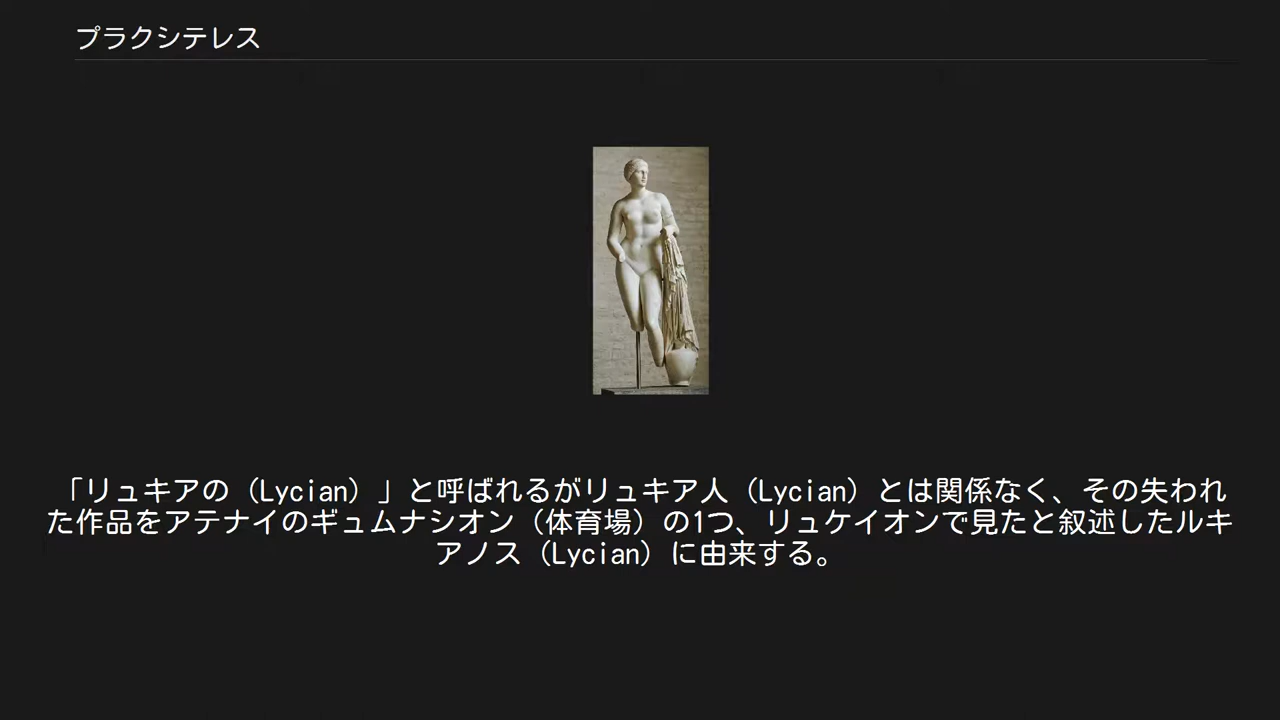 プラクシテレス
「リュキアの（Lycian）」と呼ばれるがリュキア人（Lycian）とは関係なく、その失われ
た作品をアテナイのギュムナシオン（体育場）の1つ、リュケイオンで見たと叙述したルキ
アノス（Lycian）に由来する。